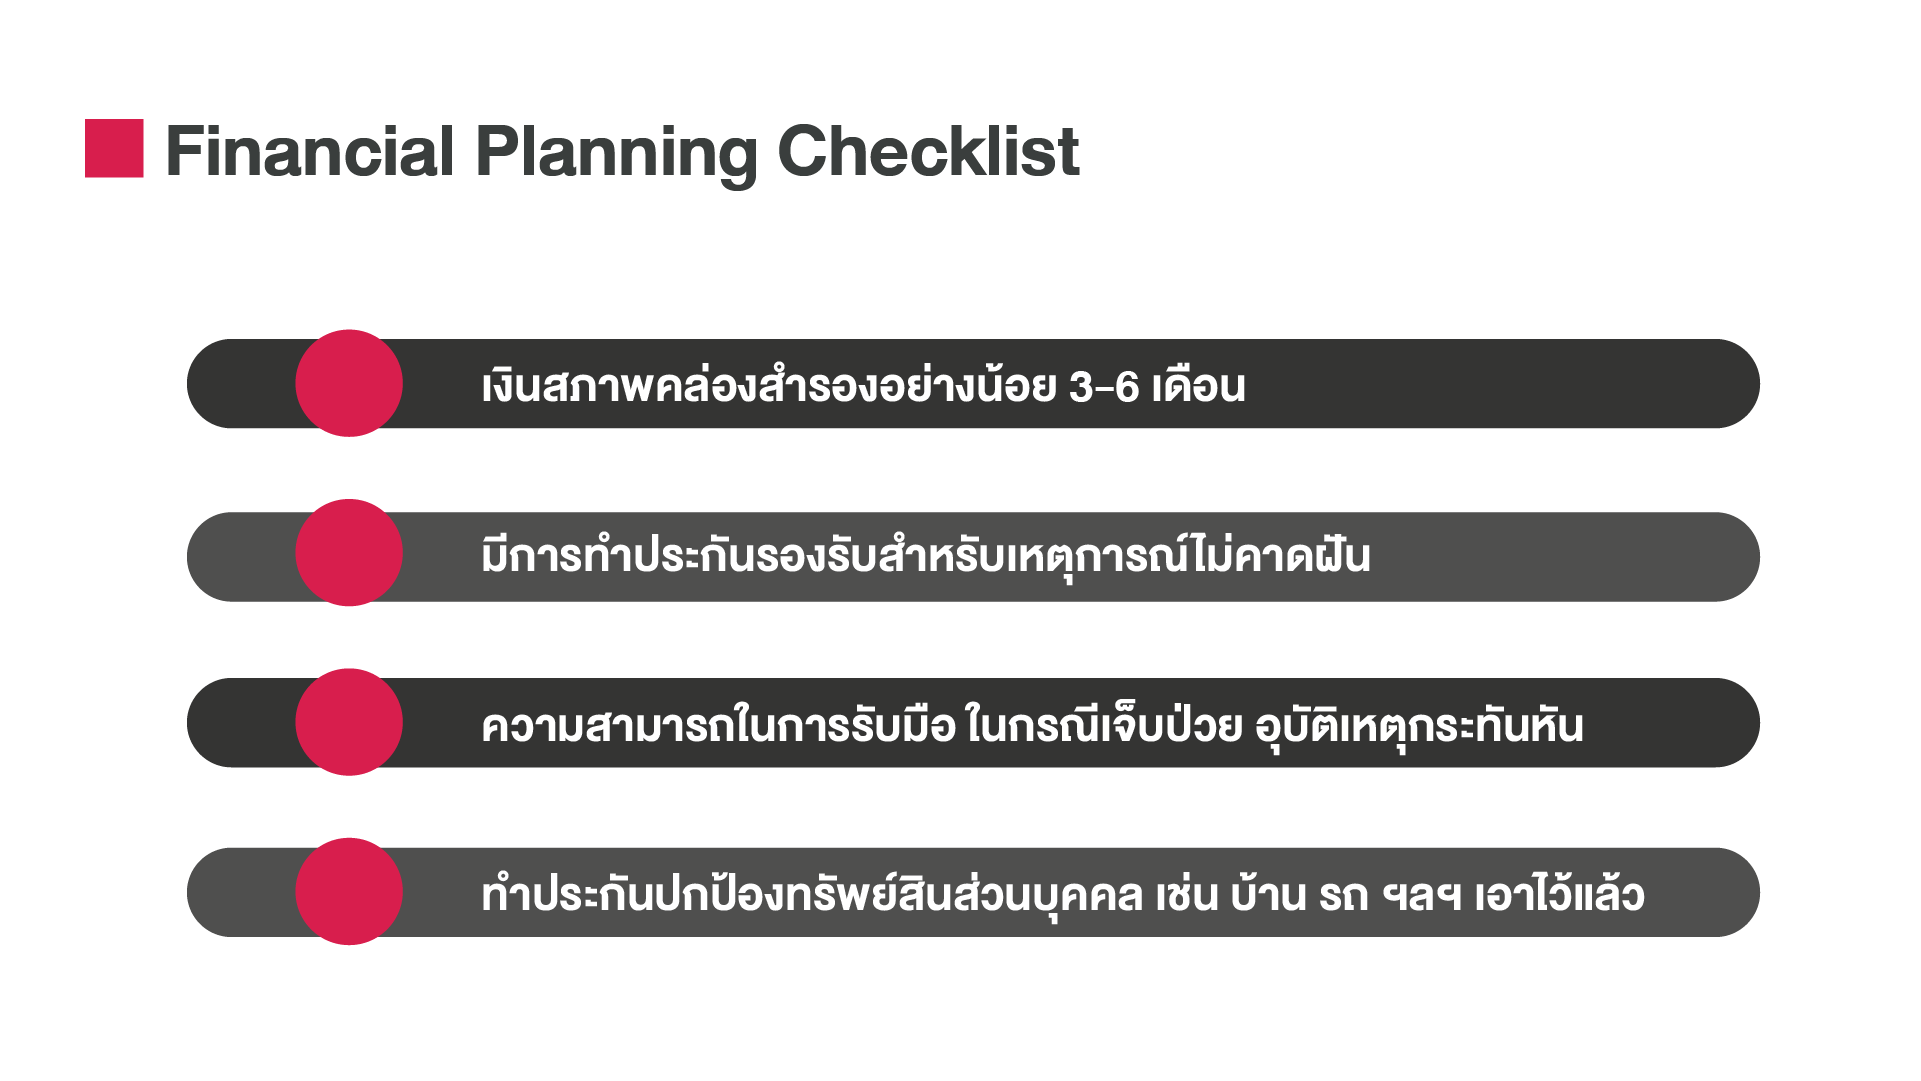 Financial Planning Checklist
เงินสภาพคล่องสำรองอย่างน้อย 3-6 เดือน
มีการทำประกันรองรับสำหรับเหตุการณ์ไม่คาดฝัน
ความสามารถในการรับมือ ในกรณีเจ็บป่วย อุบัติเหตุกระทันหัน
ทำประกันปกป้องทรัพย์สินส่วนบุคคล เช่น บ้าน รถ ฯลฯ เอาไว้แล้ว